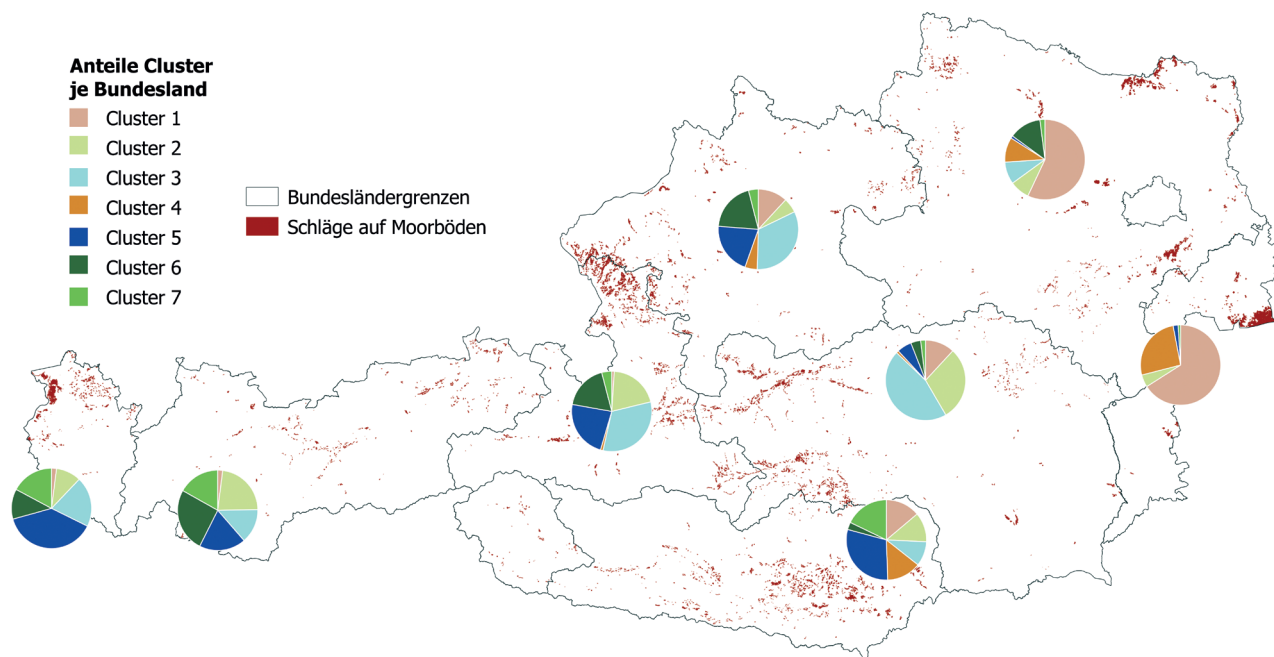 Anteile Cluster
je Bundesland
Cluster 1
Cluster 2
Cluster 3
Cluster 4
Cluster 5
Cluster 6
Cluster 7
Bundesländergrenzen
Schläge auf Moorböden